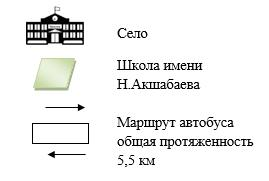 Село
Школа имени
Н.Акшабаева
Маршрут автобуса
общая протяженность
5,5 км